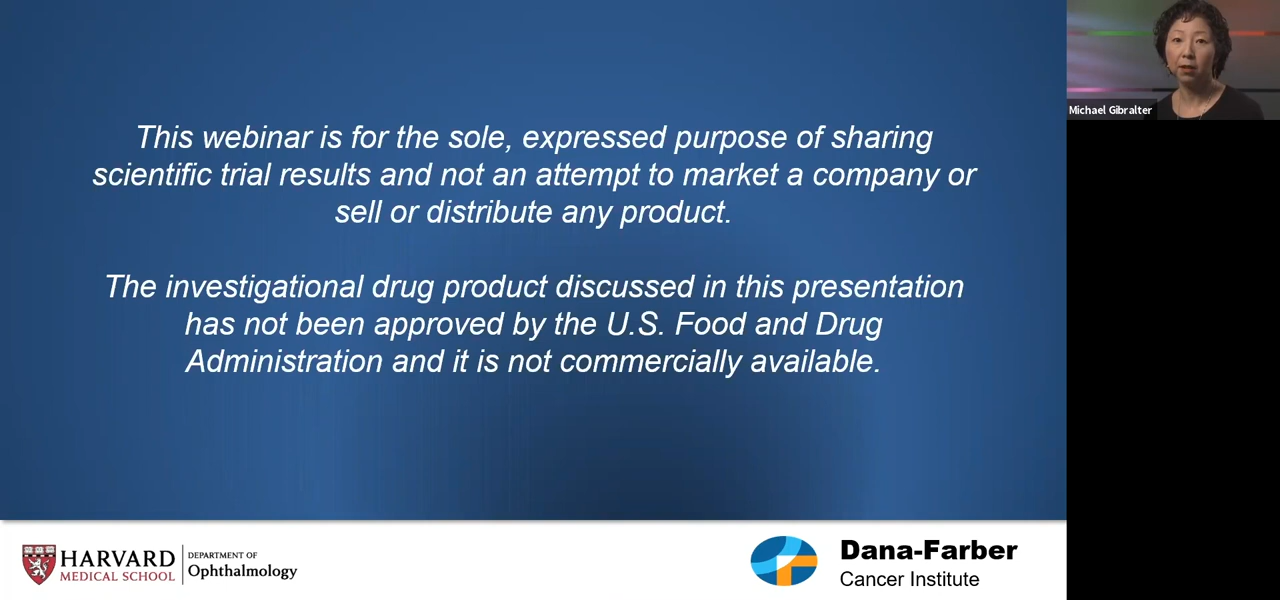 This webinar is for the sole, expressed purpose of sharing
scientific trial results and not an attempt to market a company or
sell or distribute any product.
The investigational drug product discussed in this presentation
has not been approved by the U.S. Food and Drug
Administration and it is not commercially available.
Michael Gibralter
HARVARD
MEDICAL SCHOOL
DEPARTMENT OF
Ophthalmology
Dana-Farber
Cancer Institute